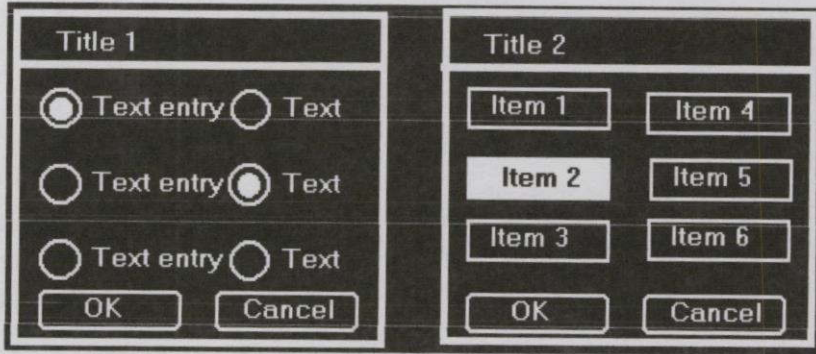 Title 1
Text entry Text
Text entry Text
Text entry Text
OK Cancel
Title 2
Item 1 Item 4
Item 2 Item 5
Item 3 Item 6
OK Cancel